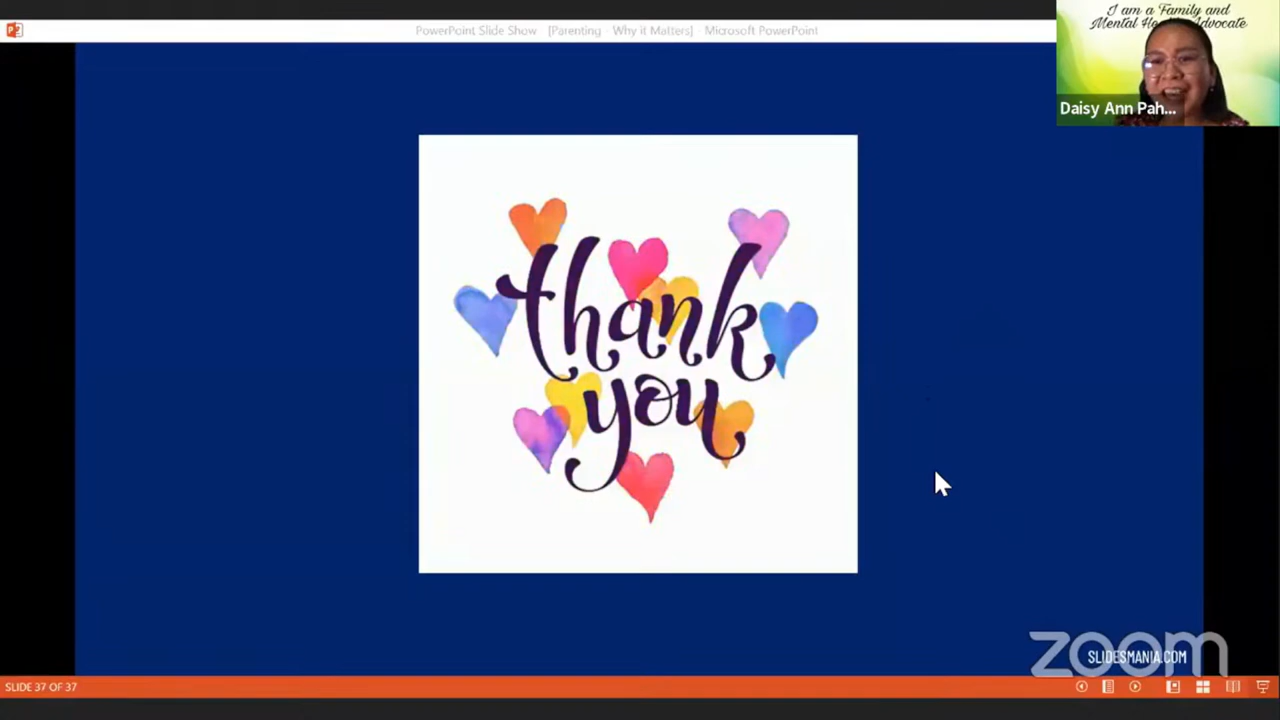 PowerPoint Slide Show   [Parenting - Why it Matters] - Microsoft PowerPoint
I am a Family and
Mental Health Advocate
Daisy Ann Pah...
thank
you
zoom
SLIDESMANIA.COM
SLIDE 37 OF 37